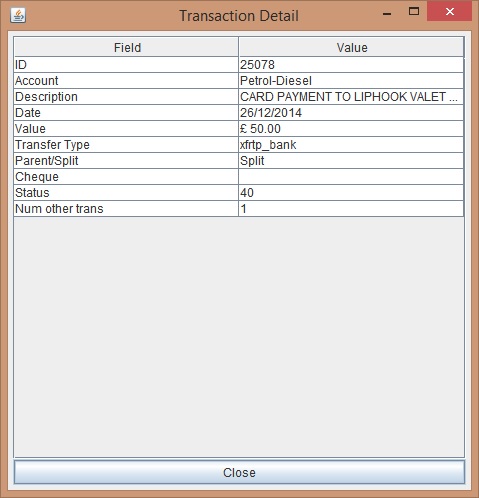 Transaction Detail
Field Value
ID 25078
Account Petrol-Diesel
Description CARD PAYMENT TO LIPHOOK VALET ...
Date 26/12/2014
Value £ 50.00
Transfer Type xfrtp_bank
Parent/Split Split
Cheque
Status 40
Num other trans 1
Close